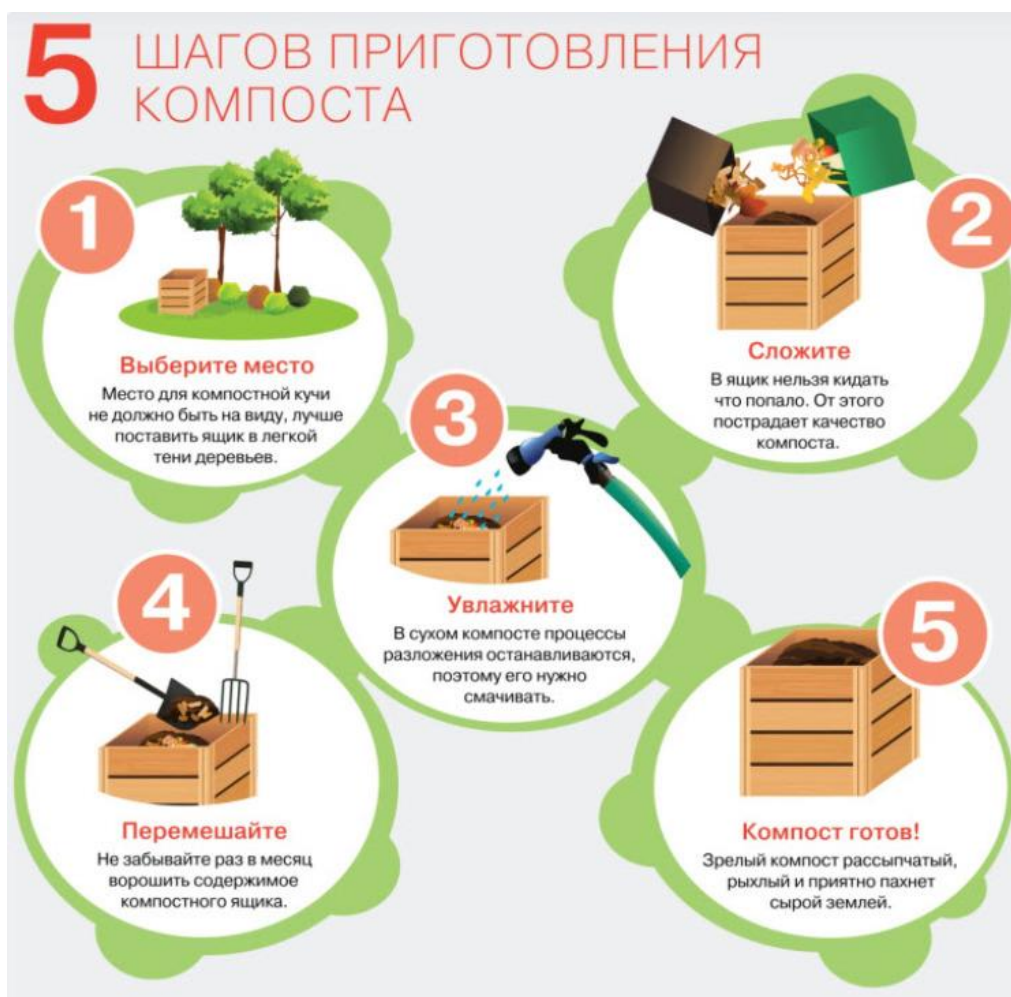 5 ШАГОВ ПРИГОТОВЛЕНИЯ
КОМПОСТА
1
Выберите место
Место для компостной кучи
не должно быть на виду, лучше
поставить ящик в легкой
тени деревьев.
2
Сложите
В ящик нельзя кидать
что попало. От этого
пострадает качество
компоста.
3
Увлажните
В сухом компосте процессы
разложения останавливаются,
поэтому его нужно
смачивать.
4
Перемешайте
Не забывайте раз в месяц
ворошить содержимое
компостного ящика.
5
Компост готов!
Зрелый компост рассыпчатый,
рыхлый и приятно пахнет
сырой землей.